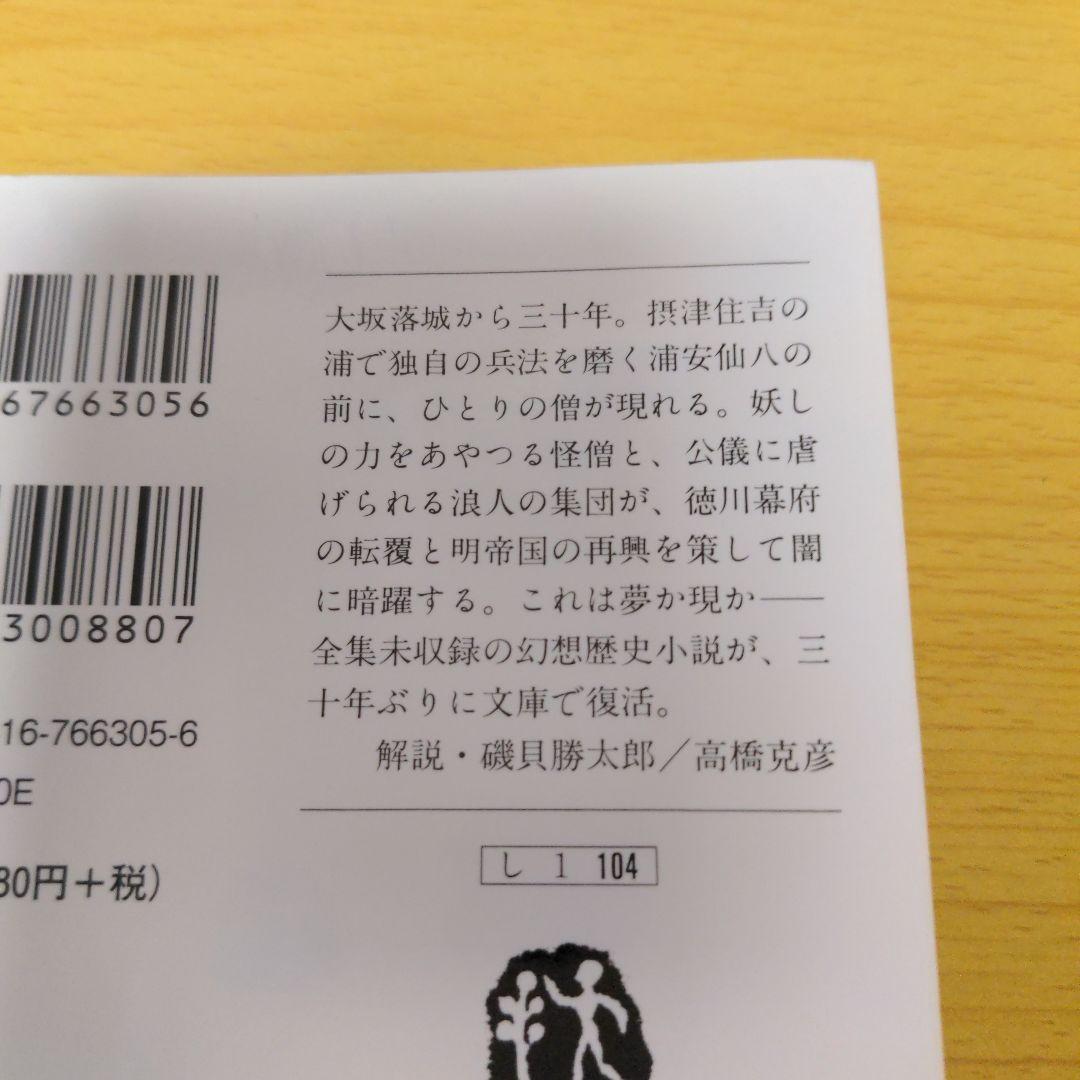 67663056
3008807
16-766305-6
0E
80円+税)
大坂落城から三十年。摂津住吉の
浦で独自の兵法を磨く浦安仙八の
前に、ひとりの僧が現れる。妖し
の力をあやつる怪僧と、公儀に虐
げられる浪人の集団が、徳川幕府
の転覆と明帝国の再興を策して闇
に暗躍する。これは夢か現か――
全集未収録の幻想歴史小説が、三
十年ぶりに文庫で復活。
解説・磯貝勝太郎/高橋克彦
し 1 104